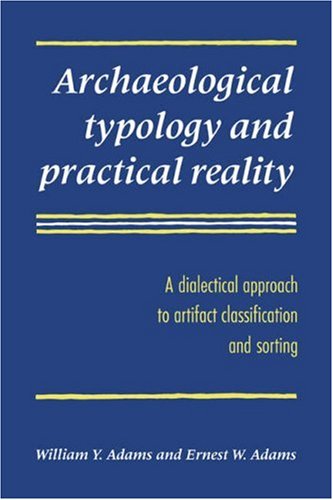 Archaeological
typology and
practical reality
A dialectical approach
to artifact classification
and sorting
William Y. Adams and Ernest W. Adams